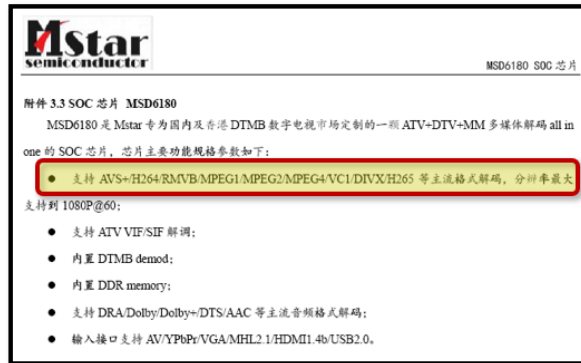 Mstar
semiconductor
MSD6180 SOC 芯片
附件 3.3 SOC 芯片 MSD6180
MSD6180 是 Mstar 专为国内及香港 DTMB 数字电视市场定制的一颗 ATV+DTV+MM 多媒体解码 all in
one 的 SOC 芯片，芯片主要功能规格参数如下：
● 支持 AVS+/H264/RMVB/MPEG1/MPEG2/MPEG4/VC1/DIVX/H265 等主流格式解码，分辨率最大
支持到 1080P@60；
● 支持 ATV VIF/SIF 解调；
● 内置 DTMB demod；
● 内置 DDR memory；
● 支持 DRA/Dolby/Dolby+/DTS/AAC 等主流音频格式解码；
● 输入接口支持 AV/YPbPr/VGA/MHL2.1/HDMI1.4b/USB2.0。